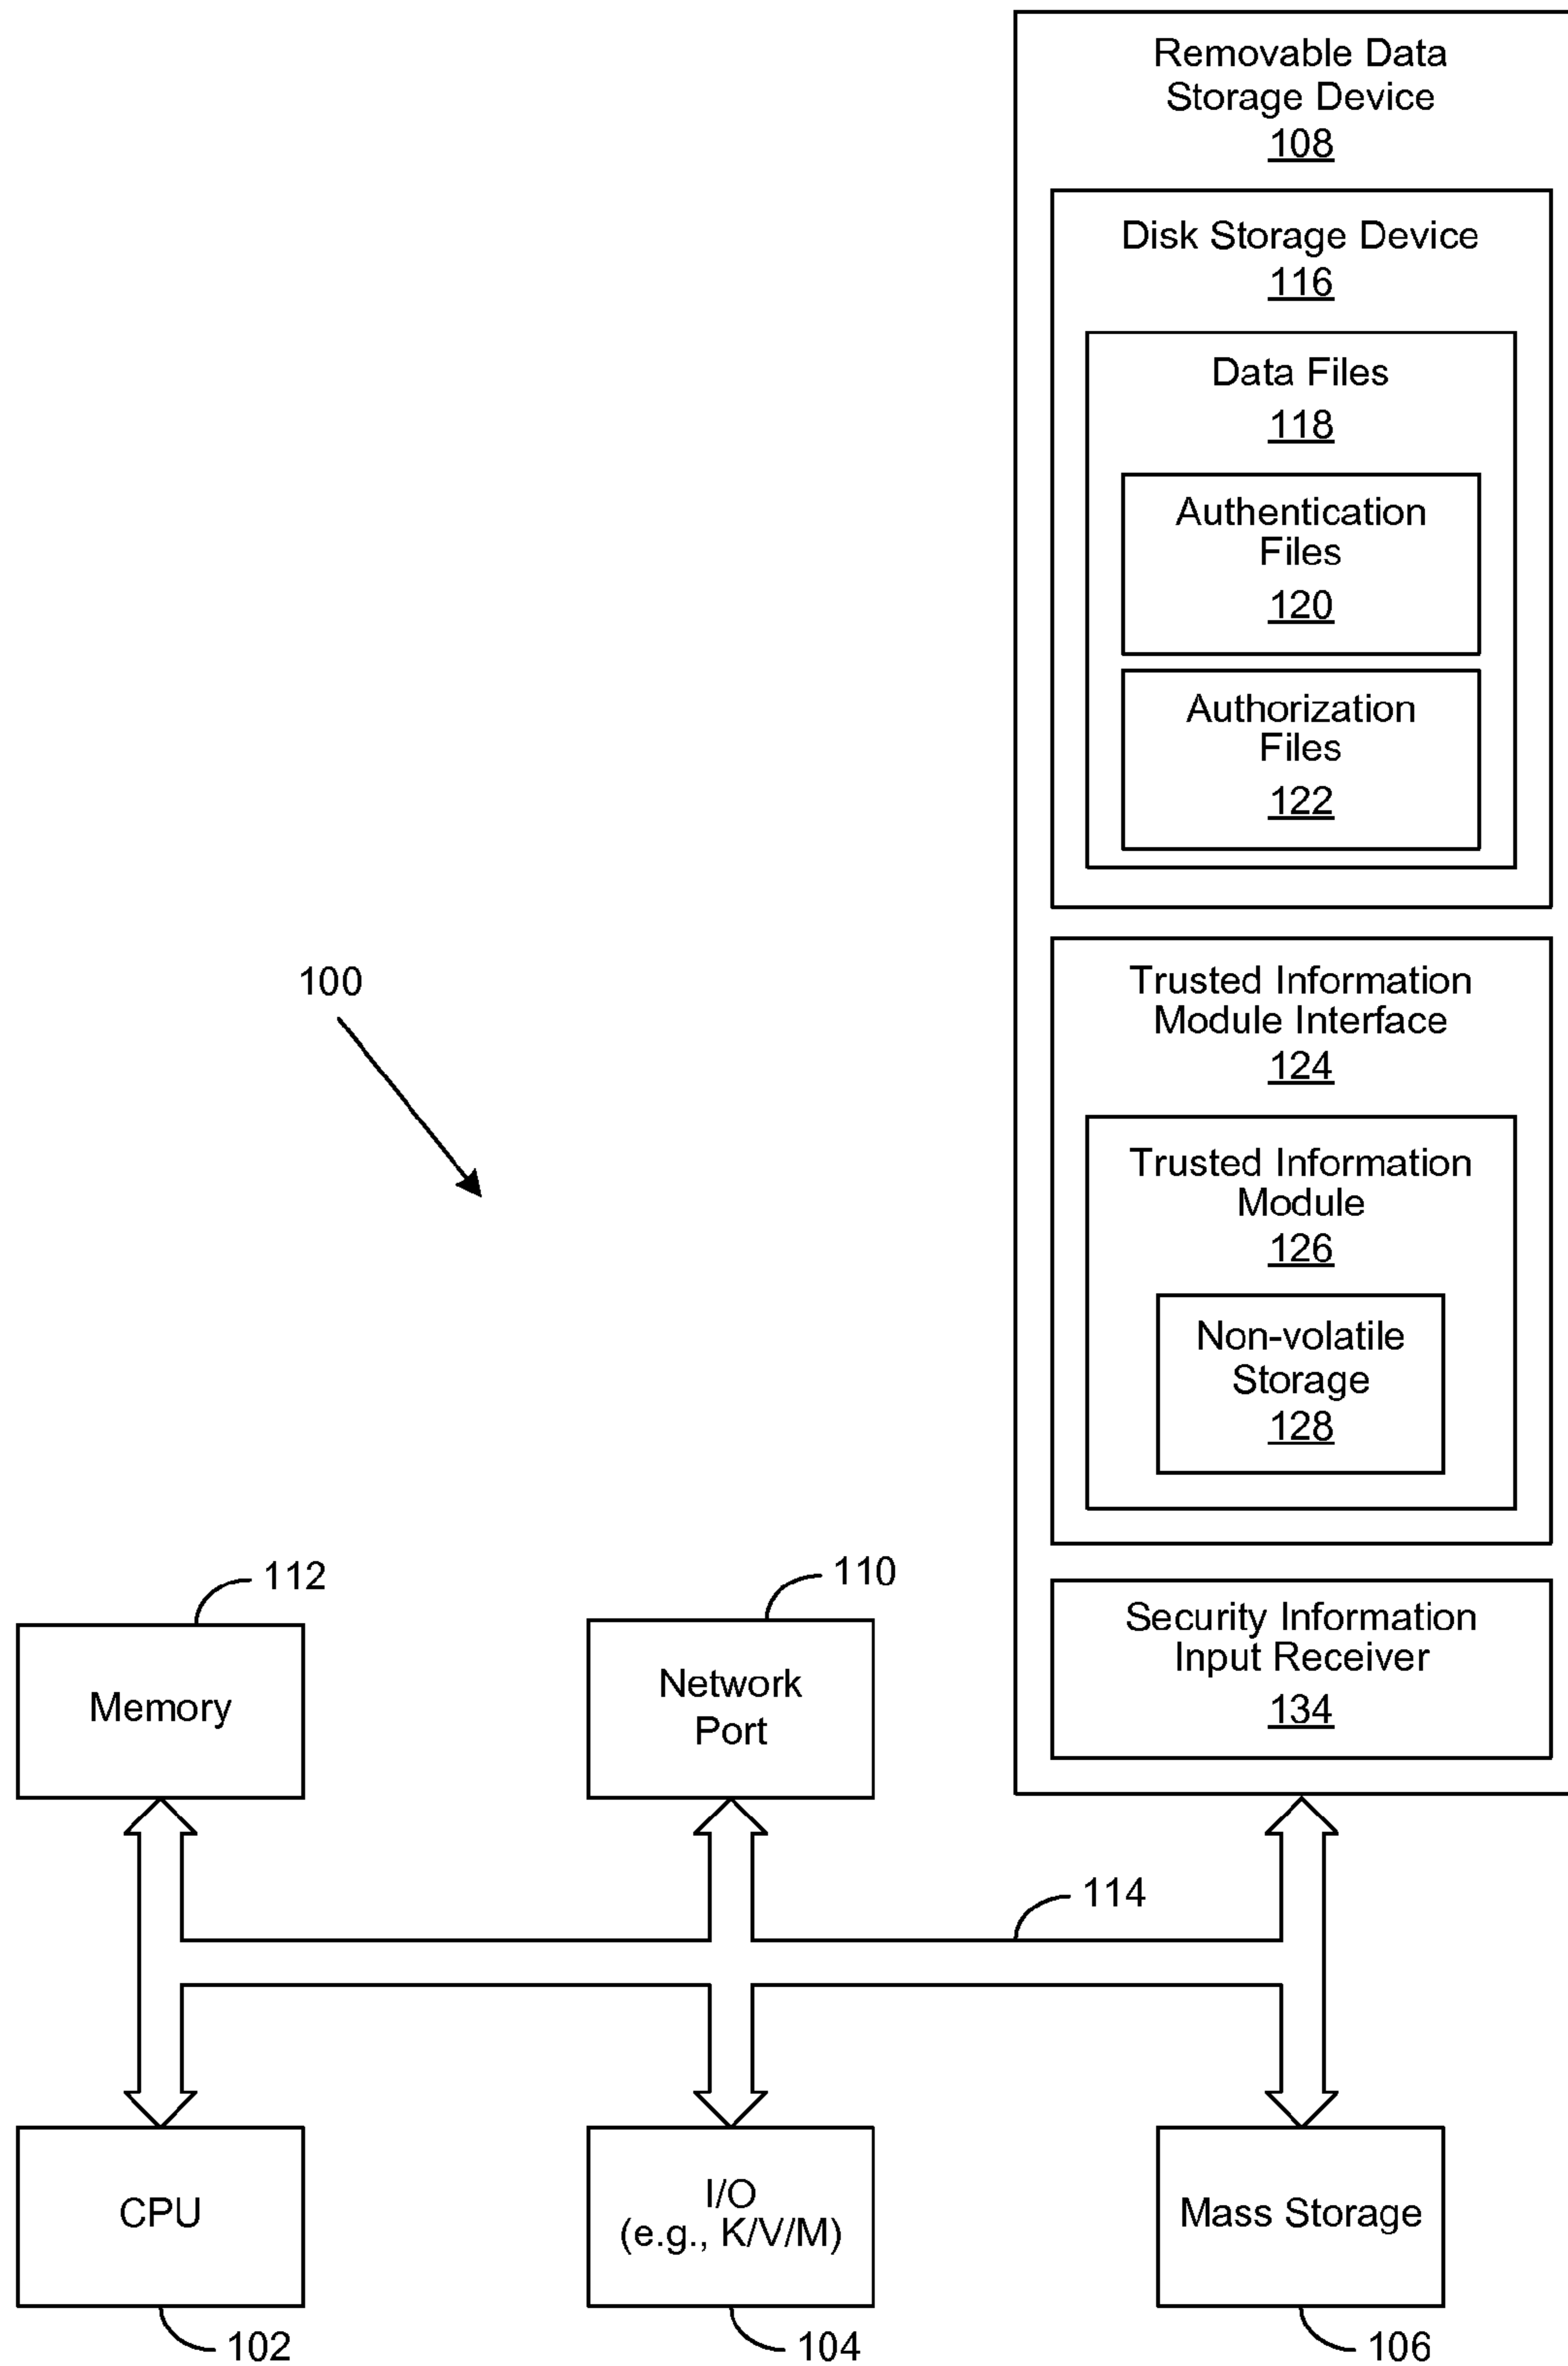 Removable Data
Storage Device
108
Disk Storage Device
116
Data Files
118
Authentication
Files
120
Authorization
Files
122
100
Trusted Information
Module Interface
124
Trusted Information
Module
126
Non-volatile
Storage
128
112
110
Memory
Network
Port
Security Information
Input Receiver
134
114
CPU
I/O
(e.g., K/V/M)
Mass Storage
102
104
106